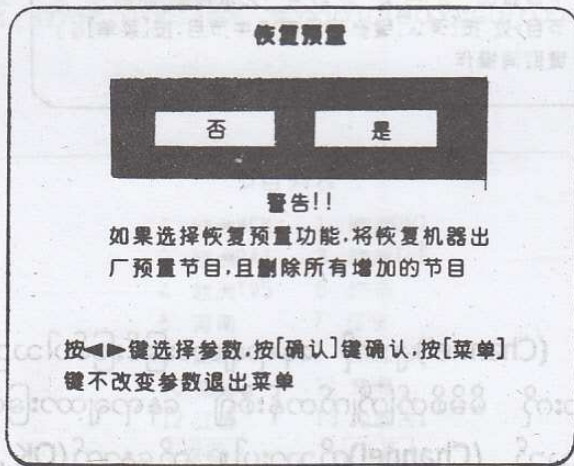 恢复预置
否 是
警告!!
如果选择恢复预置功能.将恢复机器出
厂预置节目,且删除所有增加的节目
按◄►键选择参数.按[确认]键确认.按[菜单]
键不改变参数退出菜单